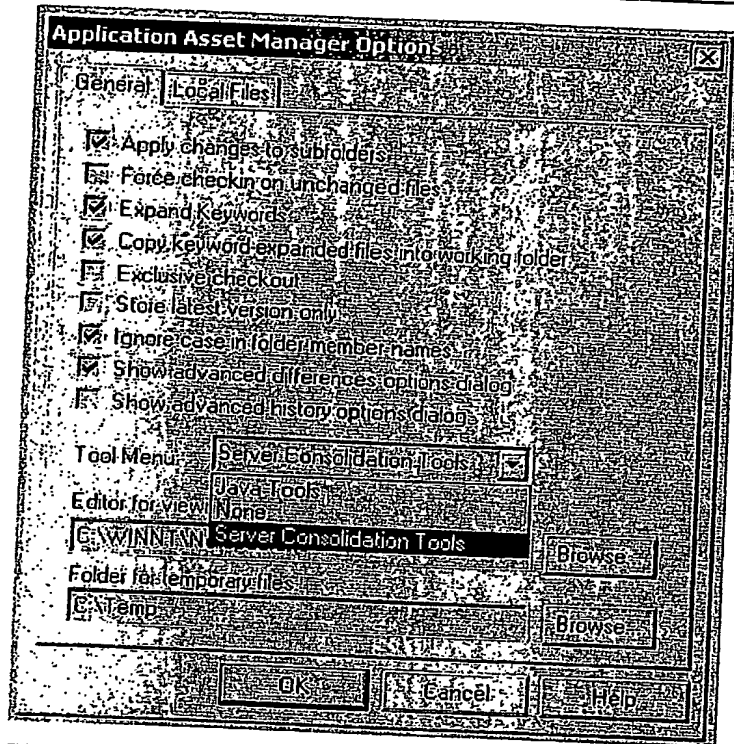 Application Asset Manager Options
General Local Files
Apply changes to subfolders
Force checkin on unchanged files
Expand Keywords
Copy keyword expanded files into working folder
Exclusive checkout
Store latest version only
Ignore case in folder member names
Show advanced differences options dialog
Show advanced history options dialog
Tool Menu Server Consolidation Tools
Java Tools
Editor for view
None
C:\WINNT\N Server Consolidation Tools Browse
Folder for temporary files
C:\Temp Browse
OK Cancel Help